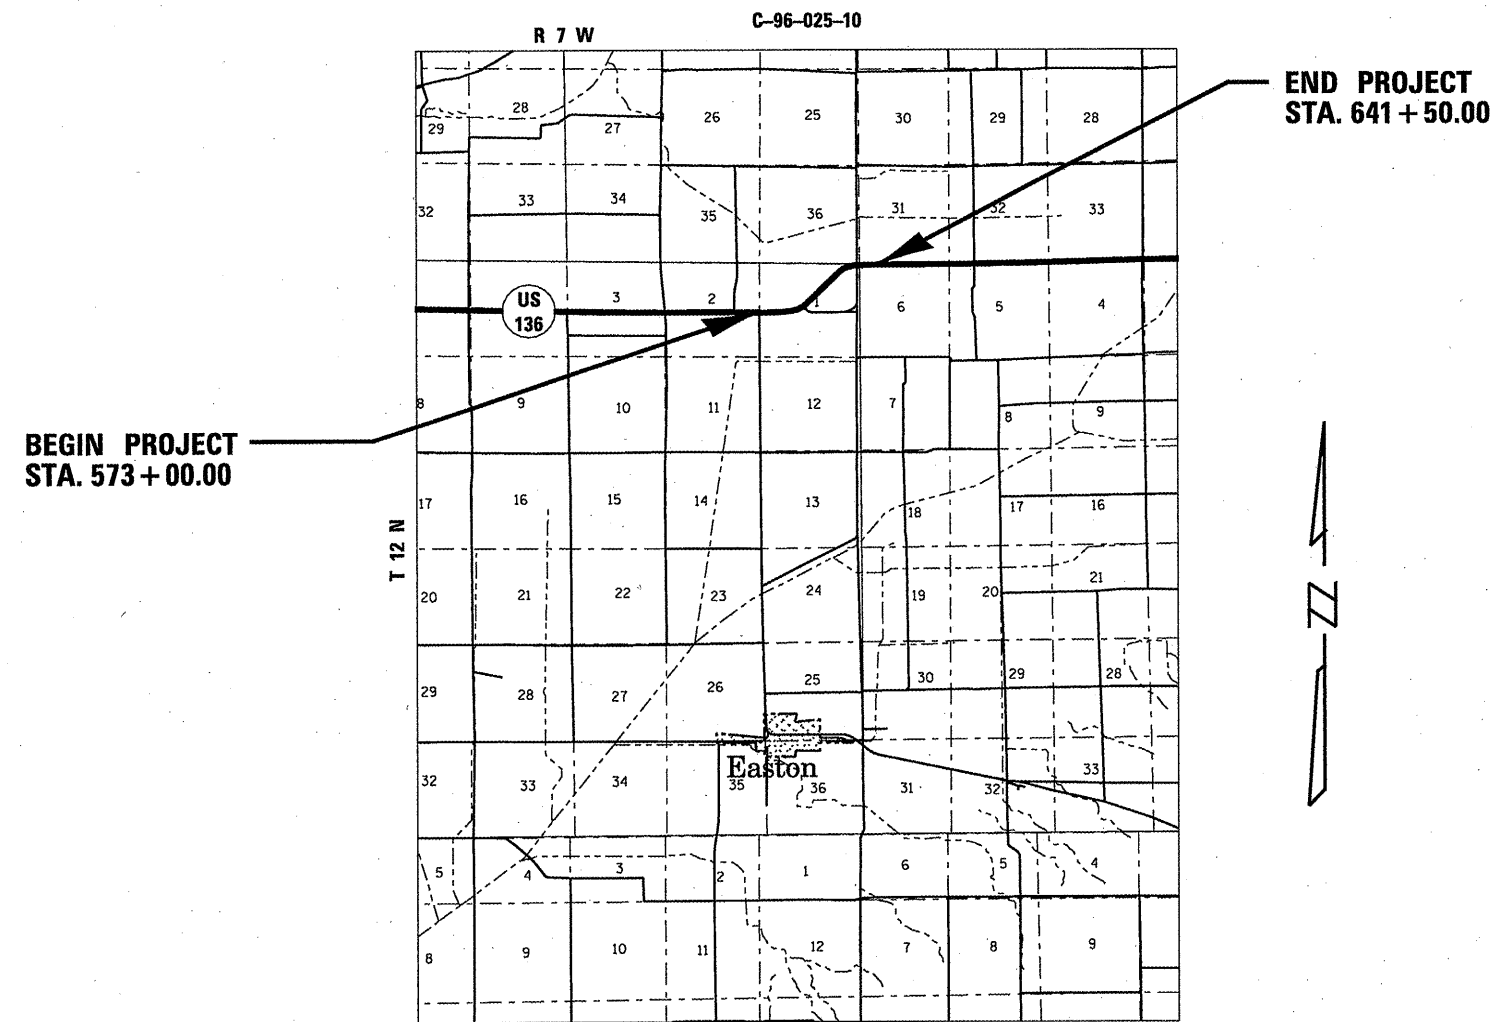 C-96-025-10
R 7 W
END PROJECT
STA. 641+50.00
28 26 25 30 29 28
29 27
32 33 34 35 36 31 32 33
US
136
3 2 1 6 5 4
8 9 10 11 12 7 8 9
BEGIN PROJECT
STA. 573+00.00
T 12 N
17 16 15 14 13 18 17 16
20 21 22 23 24 19 20 21
29 28 27 26 25 30 29 28
Easton
32 33 34 35 36 31 32 33
5 4 3 2 1 6 5 4
8 9 10 11 12 7 8 9
N